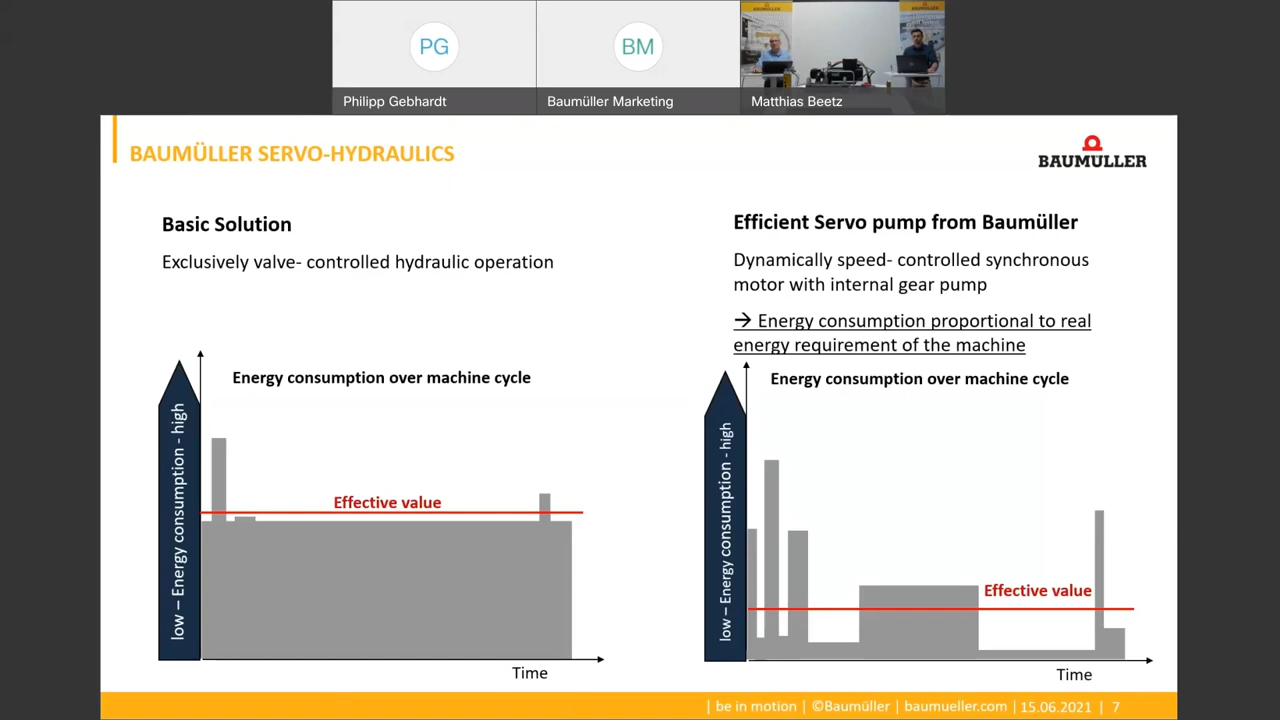 PG
BM
BAUMÜLLER
Philipp Gebhardt
Baumüller Marketing
Matthias Beetz
BAUMÜLLER SERVO-HYDRAULICS
BAUMÜLLER
Basic Solution
Exclusively valve- controlled hydraulic operation
Efficient Servo pump from Baumüller
Dynamically speed- controlled synchronous
motor with internal gear pump
→ Energy consumption proportional to real
energy requirement of the machine
Energy consumption over machine cycle
low – Energy consumption - high
Effective value
Time
Energy consumption over machine cycle
low – Energy consumption - high
Effective value
Time
| be in motion | ©Baumüller | baumueller.com | 15.06.2021 | 7